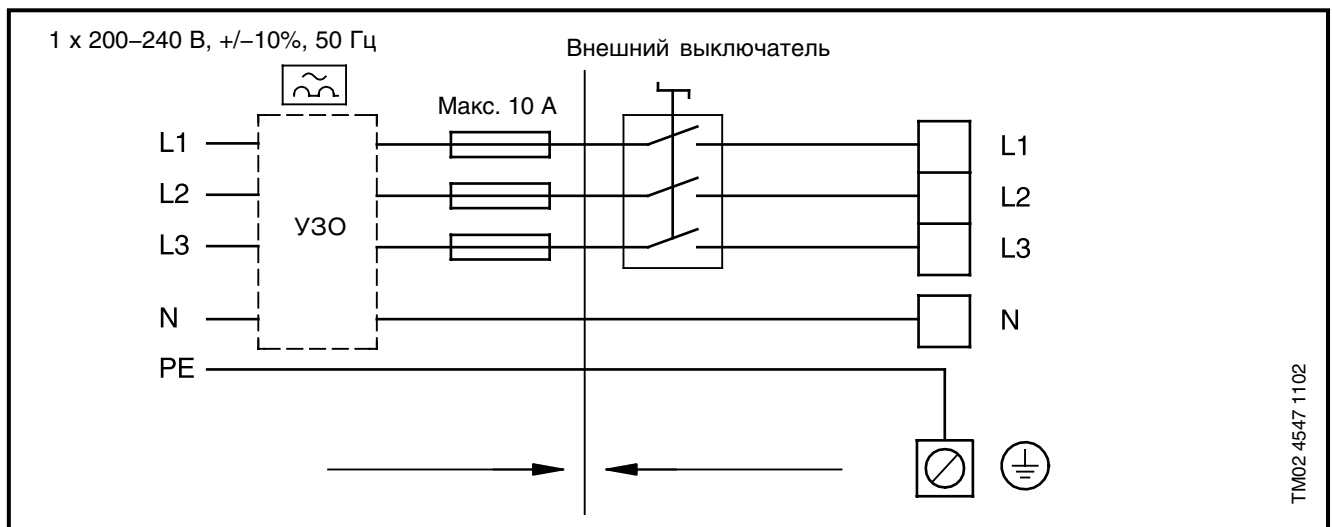 1 x 200–240 В, +/–10%, 50 Гц
Внешний выключатель
Макс. 10 А
L1
L1
L2
L2
УЗО
L3
L3
N
N
PE
TM02 4547 1102